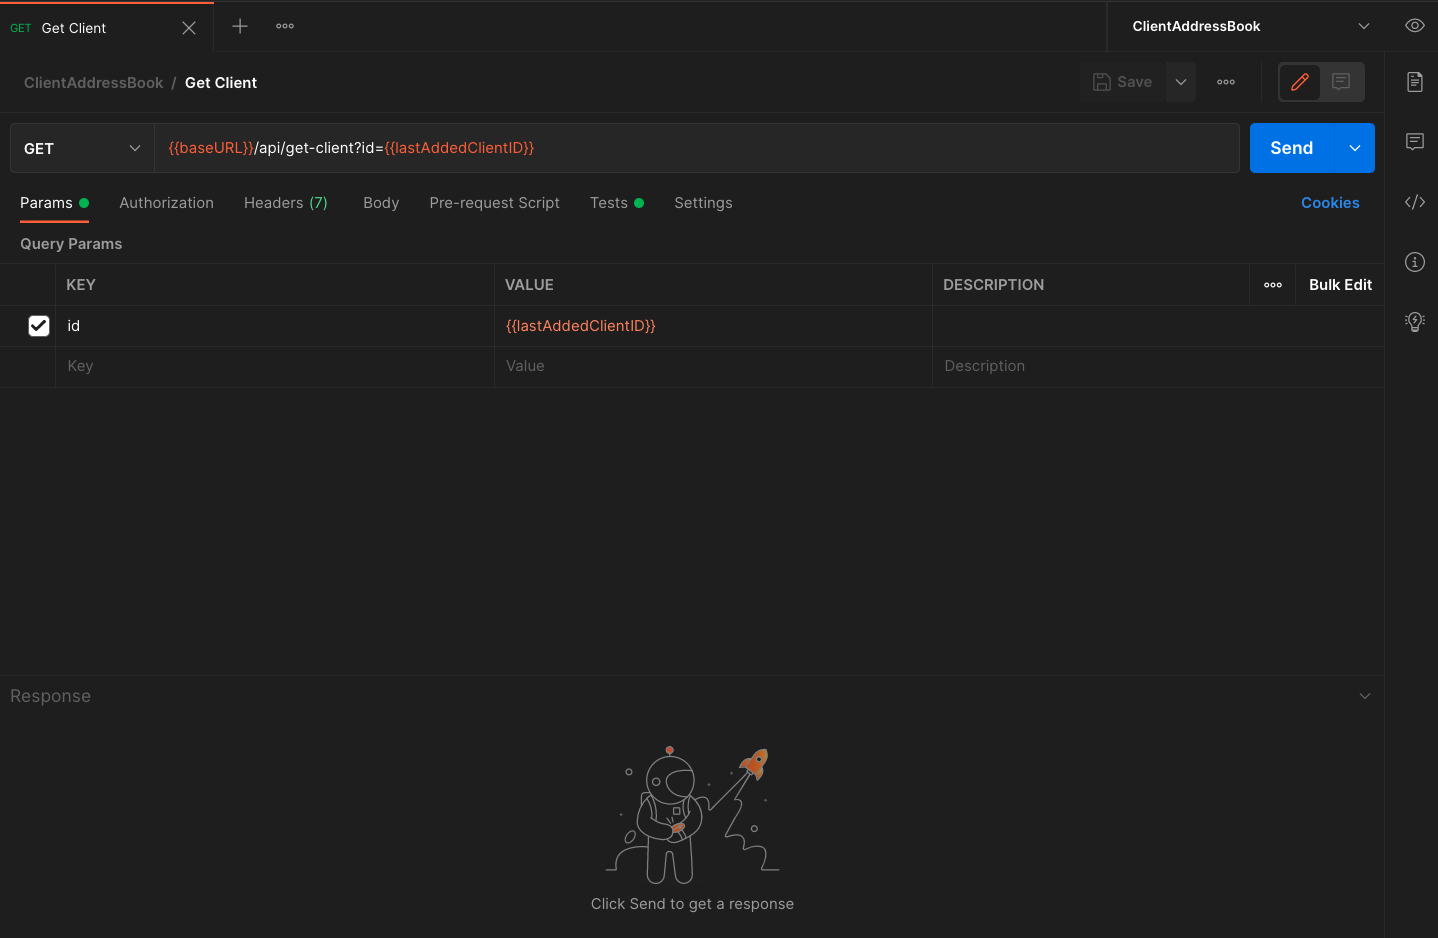 GET Get Client
ClientAddressBook
ClientAddressBook / Get Client
Save
GET
{{baseURL}}/api/get-client?id={{lastAddedClientID}}
Send
Params Authorization Headers (7) Body Pre-request Script Tests Settings Cookies
Query Params
KEY VALUE DESCRIPTION Bulk Edit
id {{lastAddedClientID}}
Key Value Description
Response
Click Send to get a response